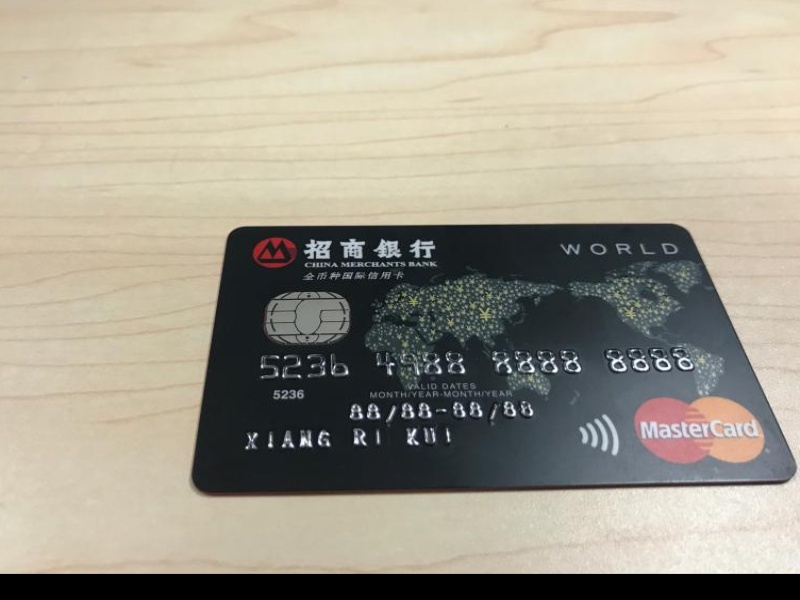 招商銀行
WORLD
CHINA MERCHANTS BANK
全币种国际信用卡
5236 4988 8888 8888
5236
VALID DATES
MONTH/YEAR-MONTH/YEAR
88/88-88/88
XIANG RI KUI
MasterCard